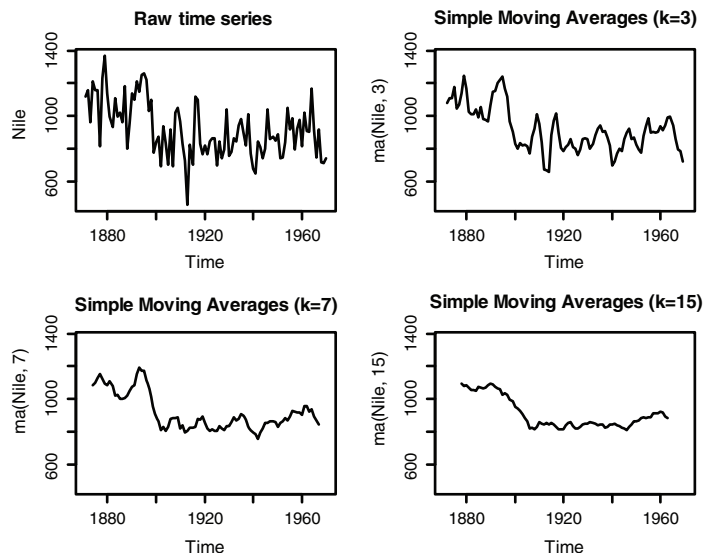 Raw time series
Nile
1400
1000
600
1880 1920 1960
Time
Simple Moving Averages (k=3)
ma(Nile, 3)
1400
1000
600
1880 1920 1960
Time
Simple Moving Averages (k=7)
ma(Nile, 7)
1400
1000
600
1880 1920 1960
Time
Simple Moving Averages (k=15)
ma(Nile, 15)
1400
1000
600
1880 1920 1960
Time